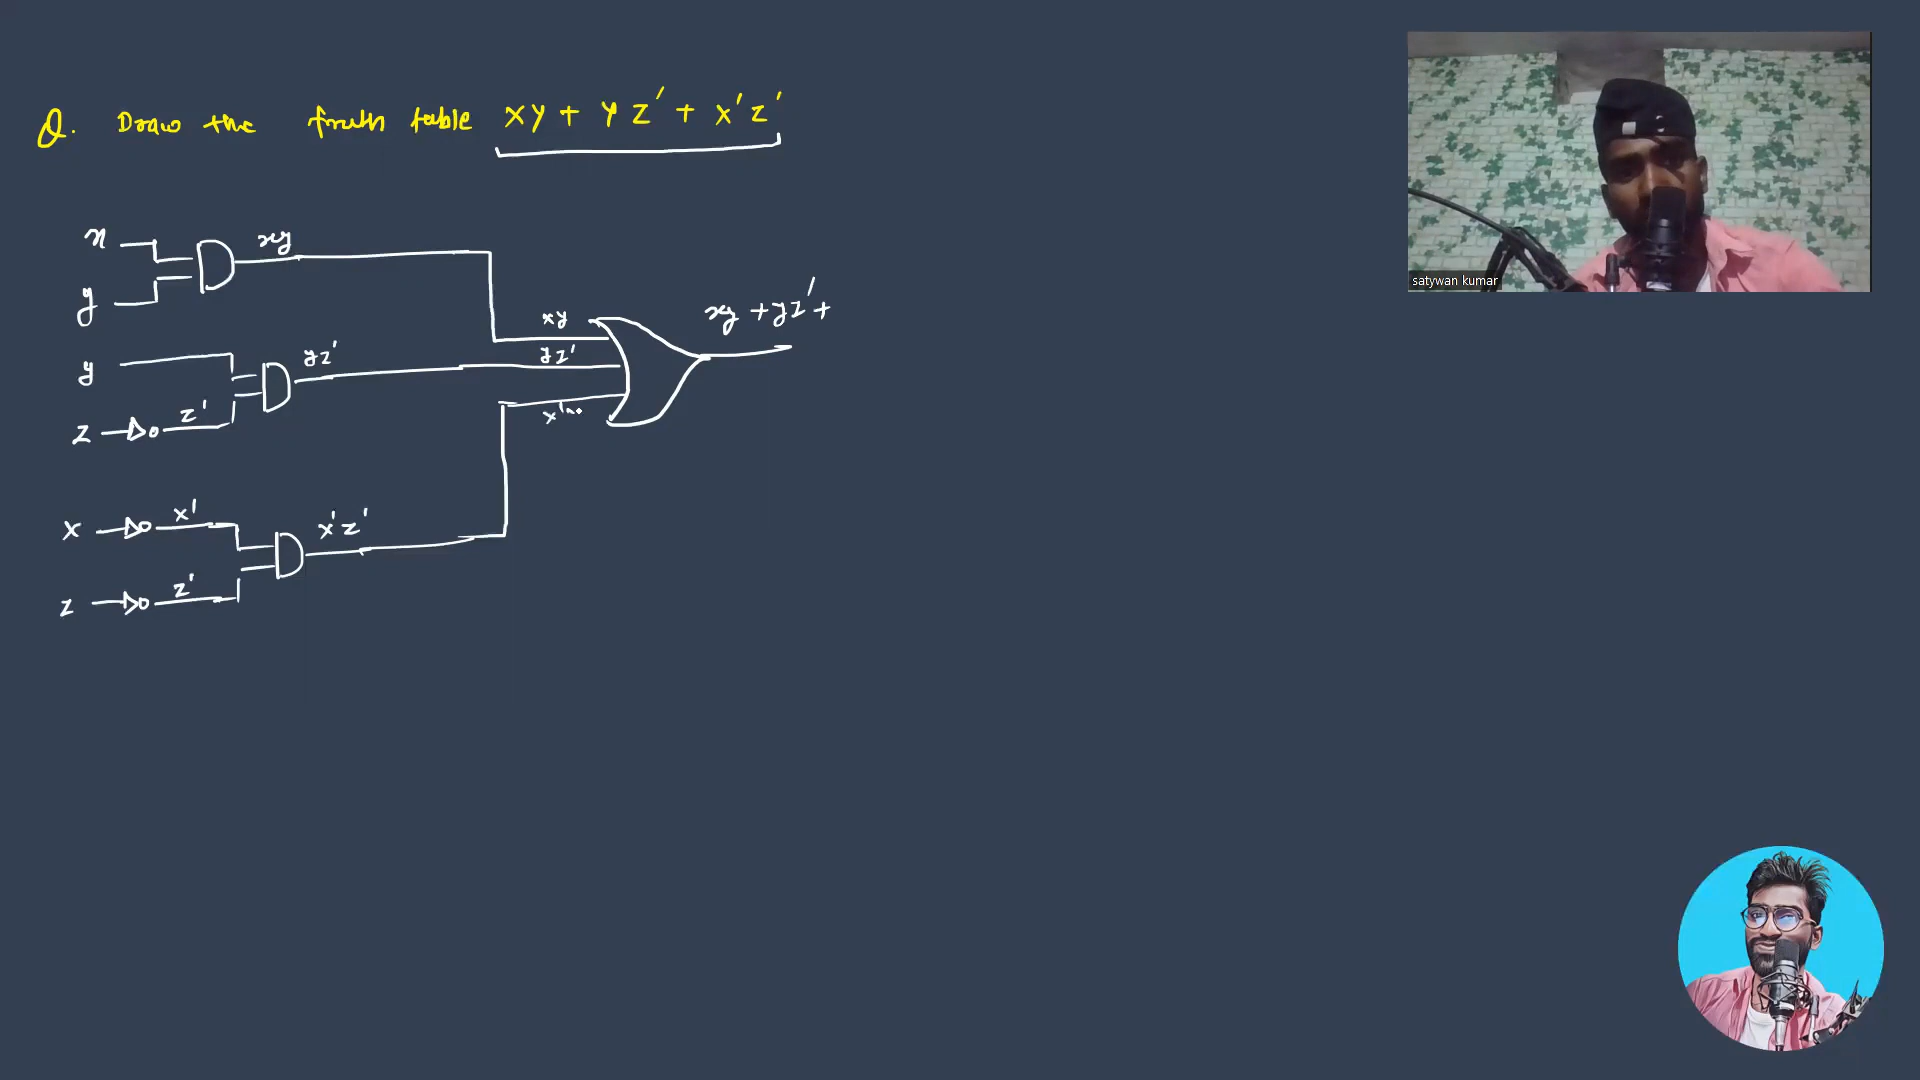 Q. Draw the truth table xy + yz' + x'z'
x
xy
y
xy
xy + yz' +
y
yz'
yz'
z
z'
x'
x
x'
x'z'
z
z'
satywan kumar